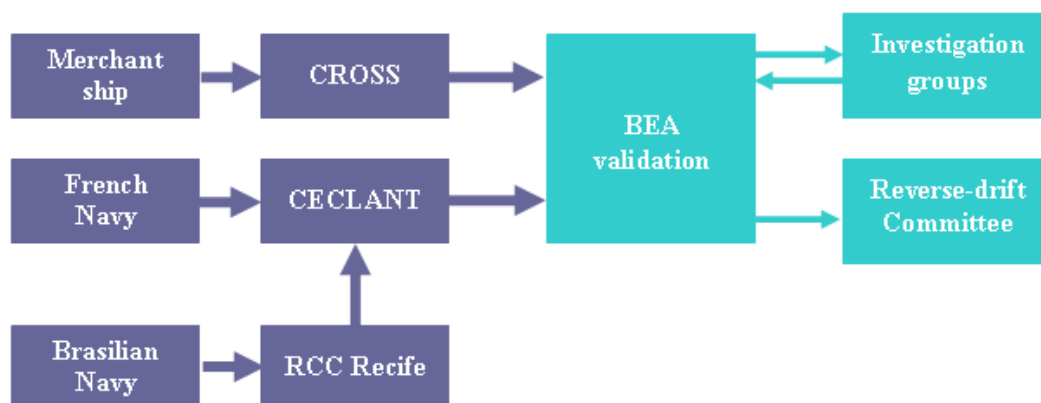 Merchant
ship
CROSS
BEA
validation
Investigation
groups
French
Navy
CECLANT
Reverse-drift
Committee
Brasilian
Navy
RCC Recife